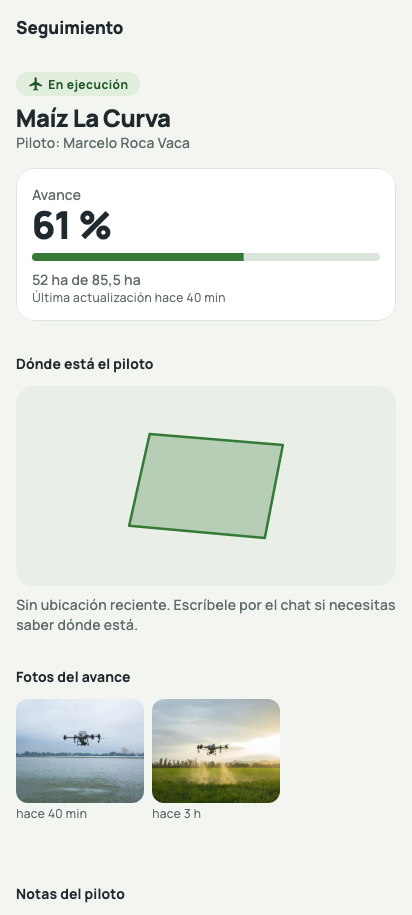 Seguimiento
En ejecución
Maíz La Curva
Piloto: Marcelo Roca Vaca
Avance
61 %
52 ha de 85,5 ha
Última actualización hace 40 min
Dónde está el piloto
Sin ubicación reciente. Escríbele por el chat si necesitas
saber dónde está.
Fotos del avance
hace 40 min
hace 3 h
Notas del piloto